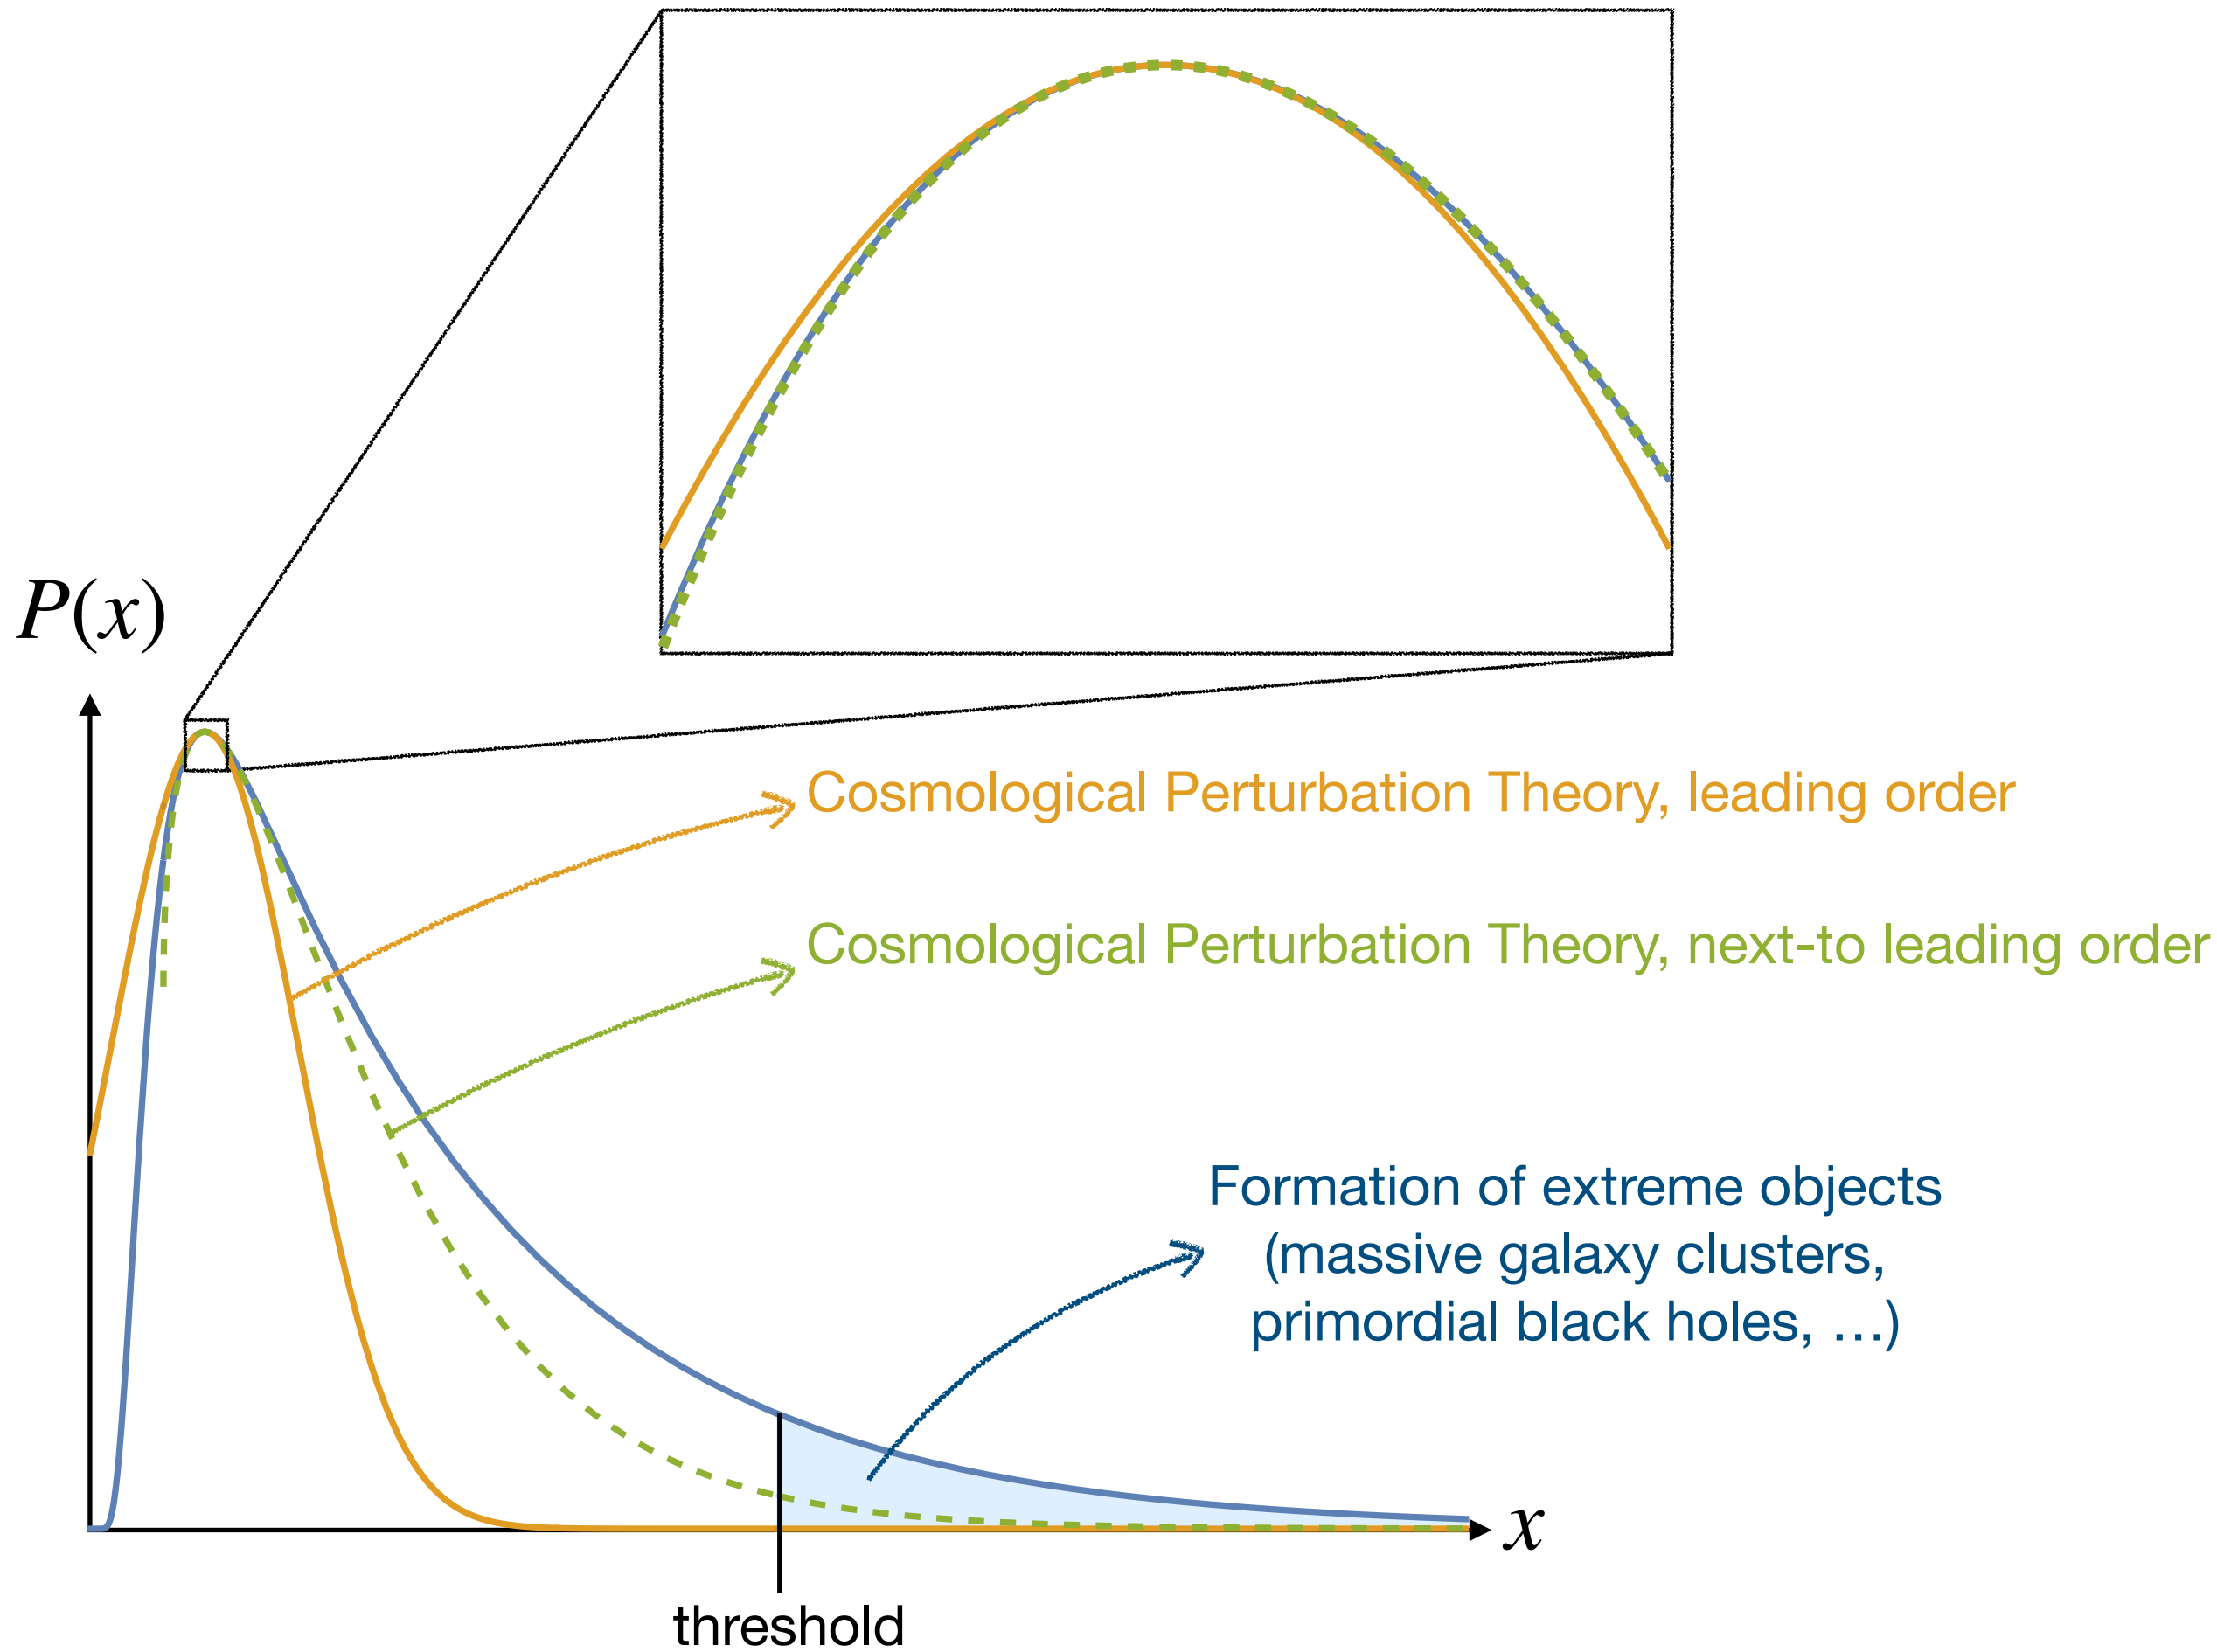 P(x)
Cosmological Perturbation Theory, leading order
Cosmological Perturbation Theory, next-to leading order
Formation of extreme objects
(massive galaxy clusters,
primordial black holes, …)
x
threshold